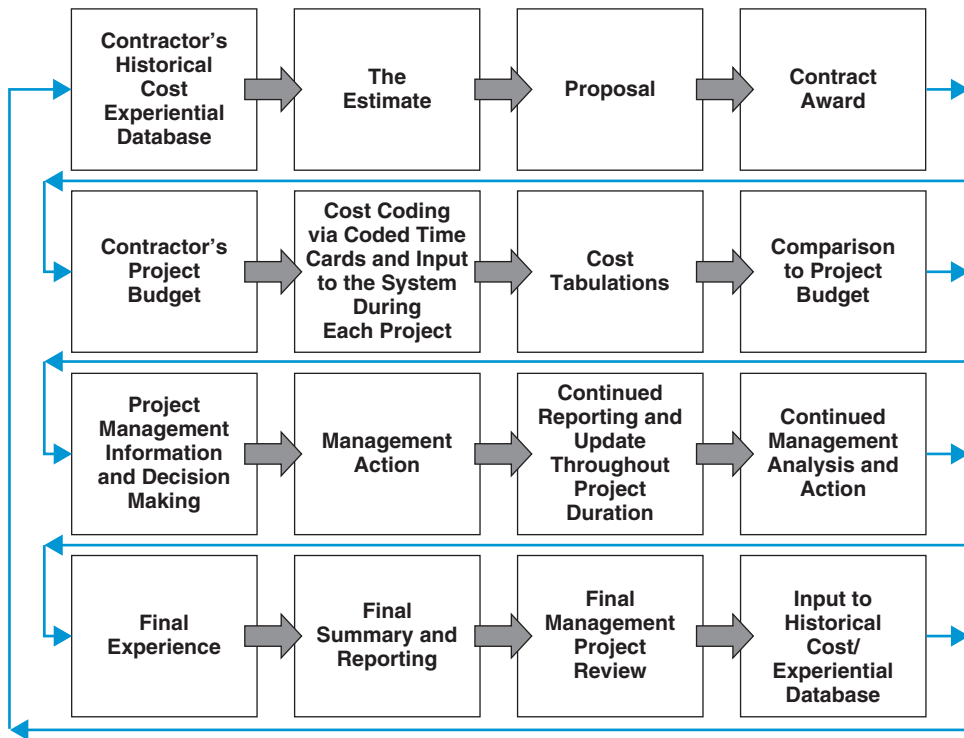 Contractor’s
Historical
Cost
Experiential
Database
The
Estimate
Proposal
Contract
Award
Contractor’s
Project
Budget
Cost Coding
via Coded Time
Cards and Input
to the System
During
Each Project
Cost
Tabulations
Comparison
to Project
Budget
Project
Management
Information
and Decision
Making
Management
Action
Continued
Reporting and
Update
Throughout
Project
Duration
Continued
Management
Analysis and
Action
Final
Experience
Final
Summary and
Reporting
Final
Management
Project
Review
Input to
Historical
Cost/
Experiential
Database